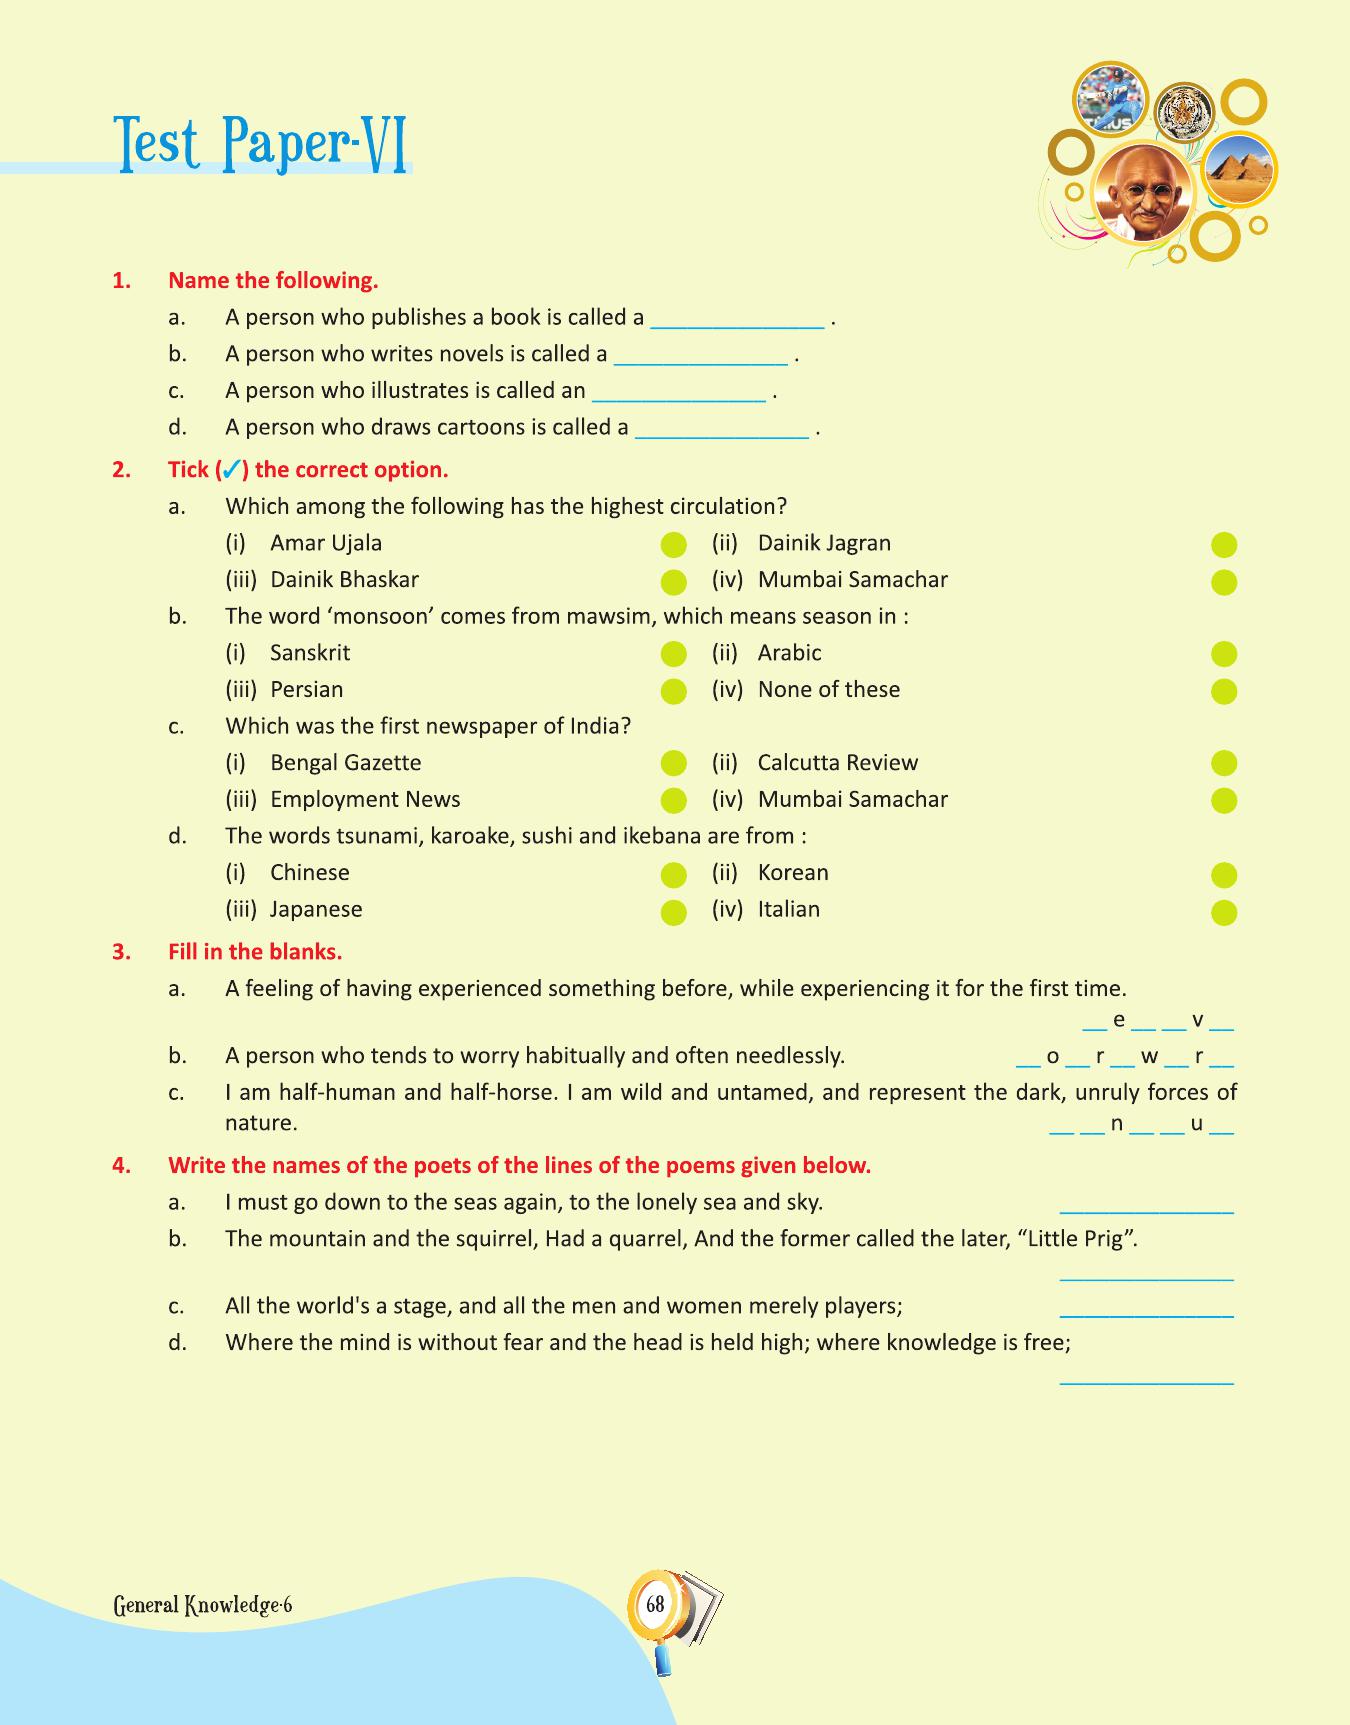 Test Paper-VI
1. Name the following.
a. A person who publishes a book is called a ______________ .
b. A person who writes novels is called a ______________ .
c. A person who illustrates is called an ______________ .
d. A person who draws cartoons is called a ______________ .
2. Tick (✓) the correct option.
a. Which among the following has the highest circulation?
(i) Amar Ujala (ii) Dainik Jagran
(iii) Dainik Bhaskar (iv) Mumbai Samachar
b. The word ‘monsoon’ comes from mawsim, which means season in :
(i) Sanskrit (ii) Arabic
(iii) Persian (iv) None of these
c. Which was the first newspaper of India?
(i) Bengal Gazette (ii) Calcutta Review
(iii) Employment News (iv) Mumbai Samachar
d. The words tsunami, karoake, sushi and ikebana are from :
(i) Chinese (ii) Korean
(iii) Japanese (iv) Italian
3. Fill in the blanks.
a. A feeling of having experienced something before, while experiencing it for the first time.
__ e __ __ v __
b. A person who tends to worry habitually and often needlessly. __ o __ r __ w __ r __
c. I am half-human and half-horse. I am wild and untamed, and represent the dark, unruly forces of
nature. __ __ n __ __ u __
4. Write the names of the poets of the lines of the poems given below.
a. I must go down to the seas again, to the lonely sea and sky. ______________
b. The mountain and the squirrel, Had a quarrel, And the former called the later, “Little Prig”.
______________
c. All the world's a stage, and all the men and women merely players; ______________
d. Where the mind is without fear and the head is held high; where knowledge is free;
______________
General Knowledge-6
68